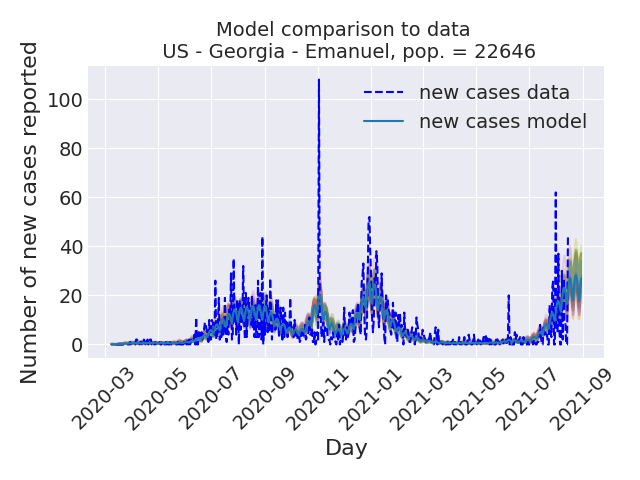 Model comparison to data
US - Georgia - Emanuel, pop. = 22646
Number of new cases reported
100
80
60
40
20
0
new cases data
new cases model
2020-03
2020-05
2020-07
2020-09
2020-11
2021-01
2021-03
2021-05
2021-07
2021-09
Day